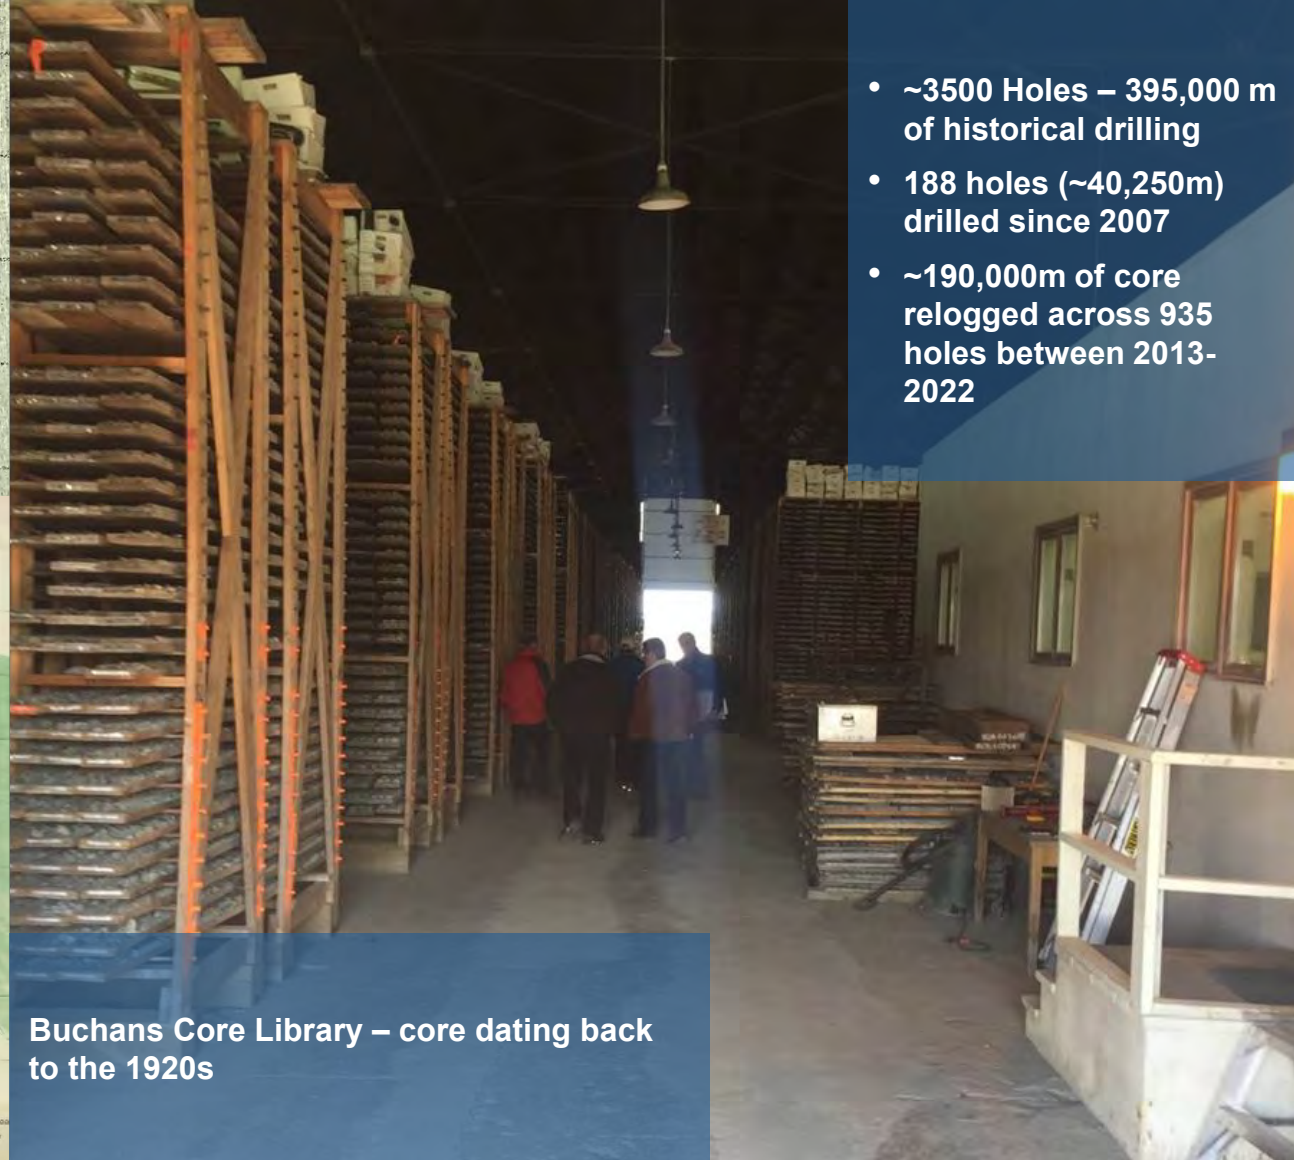 • ~3500 Holes – 395,000 m
of historical drilling
• 188 holes (~40,250m)
drilled since 2007
• ~190,000m of core
relogged across 935
holes between 2013-
2022
Buchans Core Library – core dating back
to the 1920s